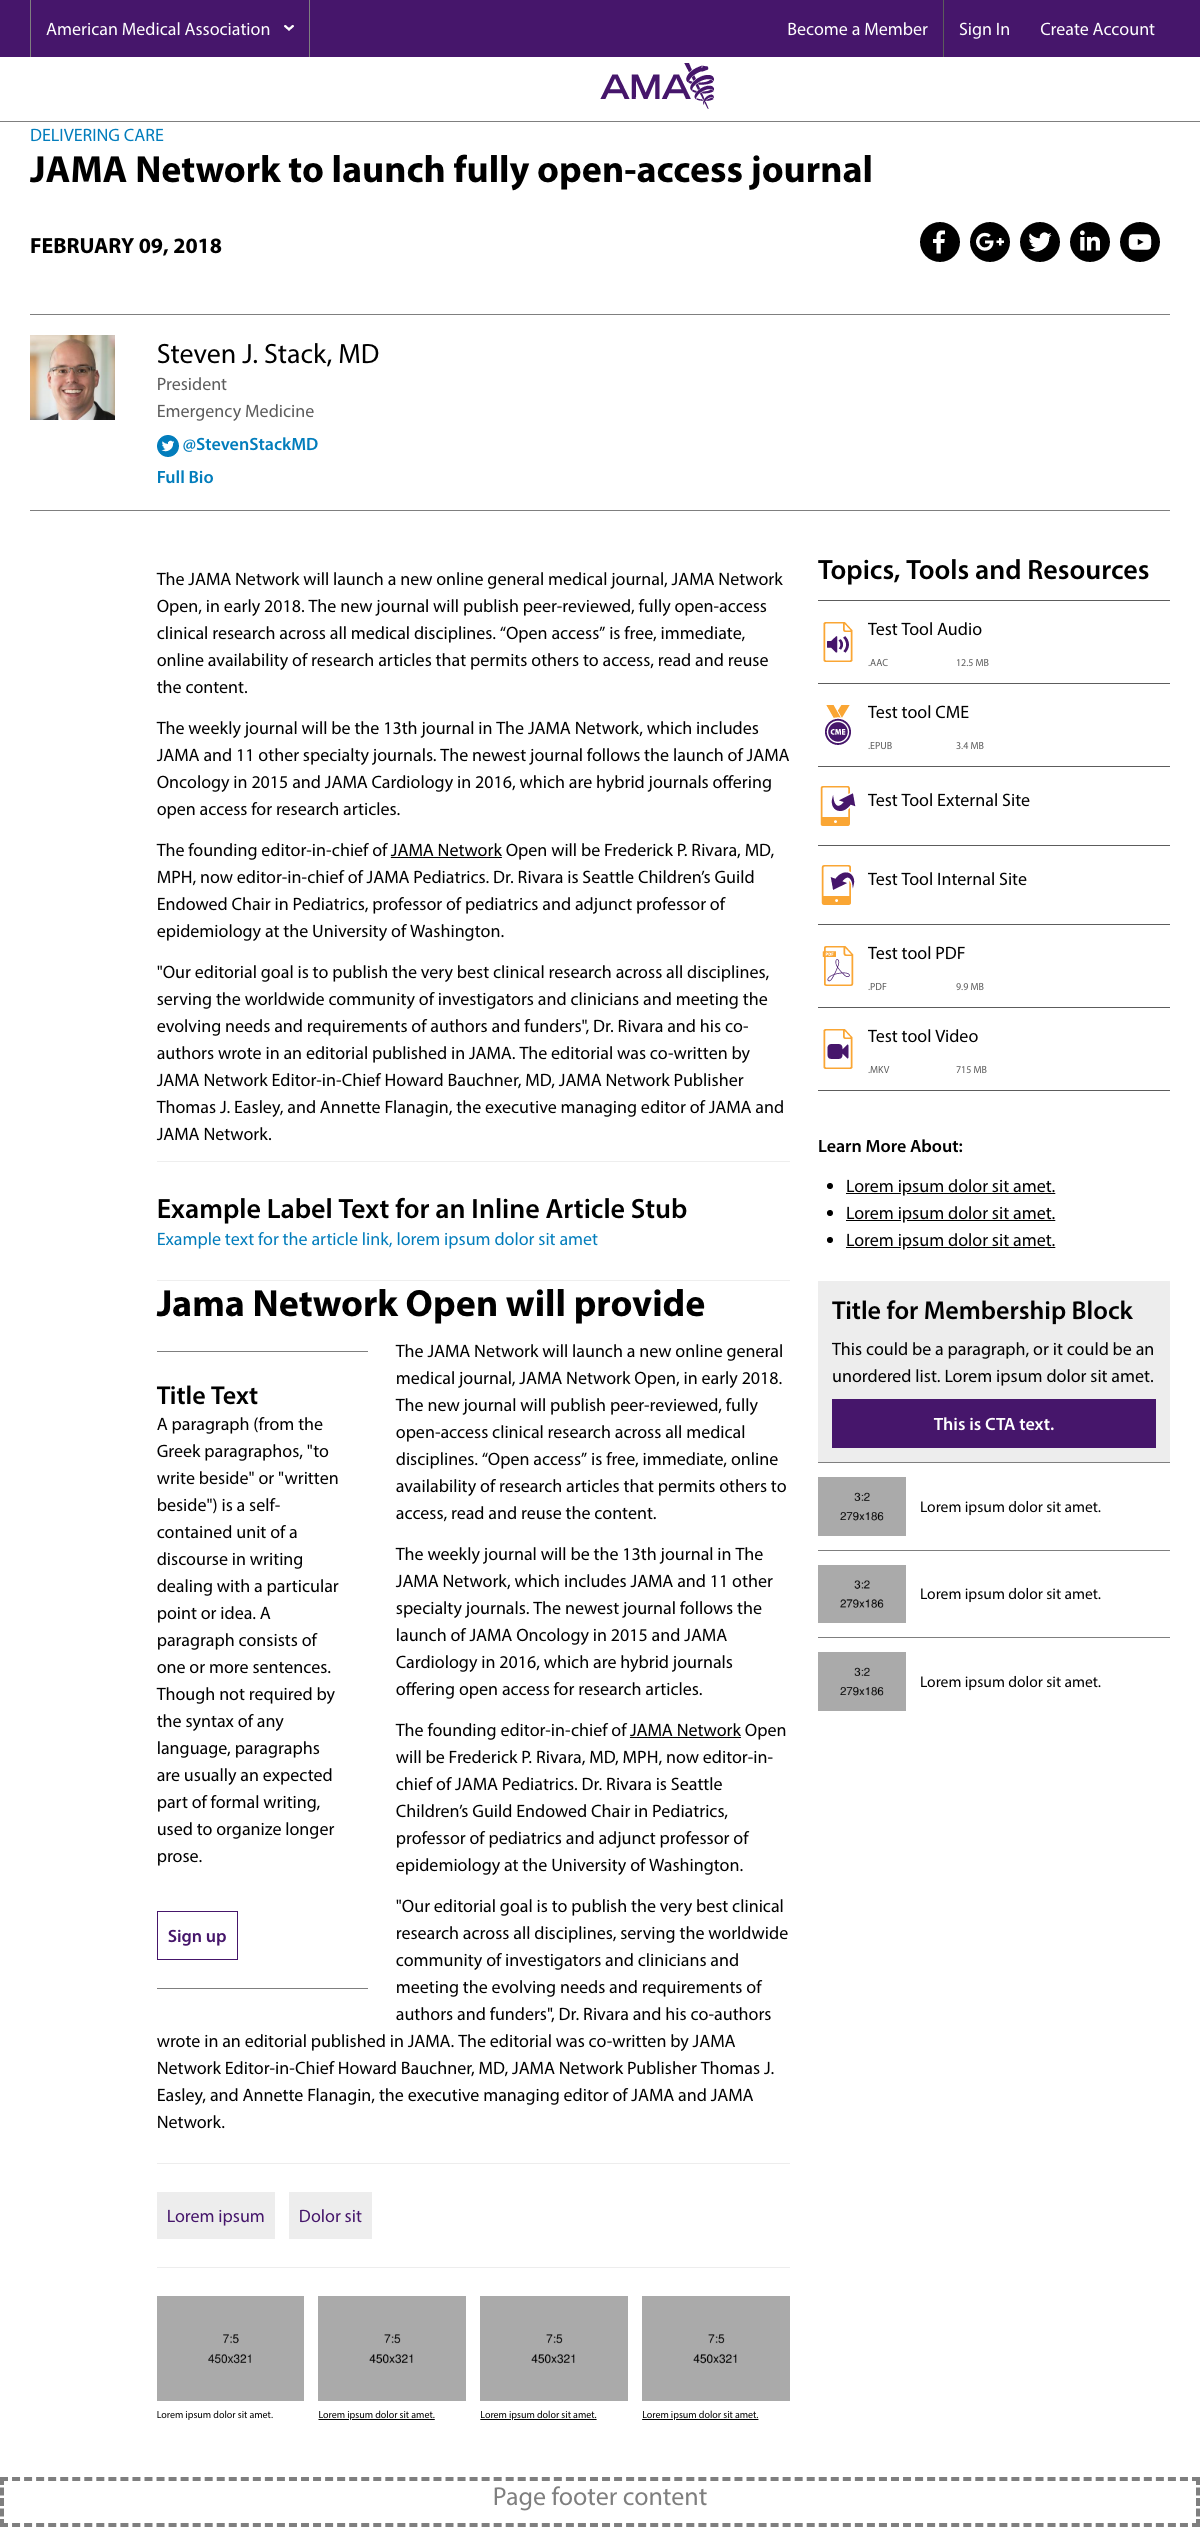 American Medical Association
Become a Member
Sign In
Create Account
AMA
DELIVERING CARE
JAMA Network to launch fully open-access journal
FEBRUARY 09, 2018
Steven J. Stack, MD
President
Emergency Medicine
@StevenStackMD
Full Bio
The JAMA Network will launch a new online general medical journal, JAMA Network
Open, in early 2018. The new journal will publish peer-reviewed, fully open-access
clinical research across all medical disciplines. “Open access” is free, immediate,
online availability of research articles that permits others to access, read and reuse
the content.
The weekly journal will be the 13th journal in The JAMA Network, which includes
JAMA and 11 other specialty journals. The newest journal follows the launch of JAMA
Oncology in 2015 and JAMA Cardiology in 2016, which are hybrid journals offering
open access for research articles.
The founding editor-in-chief of JAMA Network Open will be Frederick P. Rivara, MD,
MPH, now editor-in-chief of JAMA Pediatrics. Dr. Rivara is Seattle Children’s Guild
Endowed Chair in Pediatrics, professor of pediatrics and adjunct professor of
epidemiology at the University of Washington.
"Our editorial goal is to publish the very best clinical research across all disciplines,
serving the worldwide community of investigators and clinicians and meeting the
evolving needs and requirements of authors and funders", Dr. Rivara and his co-
authors wrote in an editorial published in JAMA. The editorial was co-written by
JAMA Network Editor-in-Chief Howard Bauchner, MD, JAMA Network Publisher
Thomas J. Easley, and Annette Flanagin, the executive managing editor of JAMA and
JAMA Network.
Example Label Text for an Inline Article Stub
Example text for the article link, lorem ipsum dolor sit amet
Jama Network Open will provide
Title Text
A paragraph (from the
Greek paragraphos, "to
write beside" or "written
beside") is a self-
contained unit of a
discourse in writing
dealing with a particular
point or idea. A
paragraph consists of
one or more sentences.
Though not required by
the syntax of any
language, paragraphs
are usually an expected
part of formal writing,
used to organize longer
prose.
Sign up
The JAMA Network will launch a new online general
medical journal, JAMA Network Open, in early 2018.
The new journal will publish peer-reviewed, fully
open-access clinical research across all medical
disciplines. “Open access” is free, immediate, online
availability of research articles that permits others to
access, read and reuse the content.
The weekly journal will be the 13th journal in The
JAMA Network, which includes JAMA and 11 other
specialty journals. The newest journal follows the
launch of JAMA Oncology in 2015 and JAMA
Cardiology in 2016, which are hybrid journals
offering open access for research articles.
The founding editor-in-chief of JAMA Network Open
will be Frederick P. Rivara, MD, MPH, now editor-in-
chief of JAMA Pediatrics. Dr. Rivara is Seattle
Children’s Guild Endowed Chair in Pediatrics,
professor of pediatrics and adjunct professor of
epidemiology at the University of Washington.
"Our editorial goal is to publish the very best clinical
research across all disciplines, serving the worldwide
community of investigators and clinicians and
meeting the evolving needs and requirements of
authors and funders", Dr. Rivara and his co-authors
wrote in an editorial published in JAMA. The editorial was co-written by JAMA
Network Editor-in-Chief Howard Bauchner, MD, JAMA Network Publisher Thomas J.
Easley, and Annette Flanagin, the executive managing editor of JAMA and JAMA
Network.
Lorem ipsum
Dolor sit
7:5
450x321
Lorem ipsum dolor sit amet.
7:5
450x321
Lorem ipsum dolor sit amet.
7:5
450x321
Lorem ipsum dolor sit amet.
7:5
450x321
Lorem ipsum dolor sit amet.
Topics, Tools and Resources
Test Tool Audio
.AAC 12.5 MB
CME
Test tool CME
.EPUB 3.4 MB
Test Tool External Site
Test Tool Internal Site
PDF
Test tool PDF
.PDF 9.9 MB
Test tool Video
.MKV 715 MB
Learn More About:
Lorem ipsum dolor sit amet.
Lorem ipsum dolor sit amet.
Lorem ipsum dolor sit amet.
Title for Membership Block
This could be a paragraph, or it could be an
unordered list. Lorem ipsum dolor sit amet.
This is CTA text.
3:2
279x186
Lorem ipsum dolor sit amet.
3:2
279x186
Lorem ipsum dolor sit amet.
3:2
279x186
Lorem ipsum dolor sit amet.
Page footer content